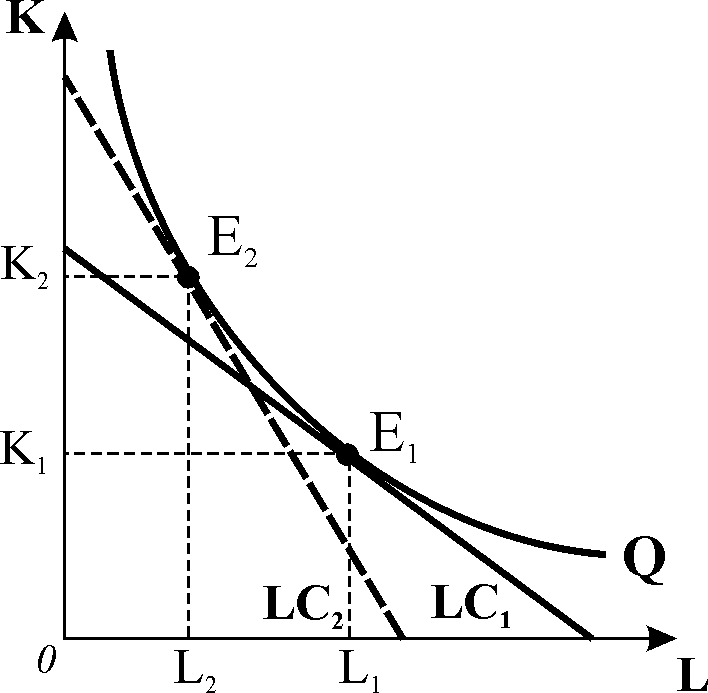 K
E₂
K₂
E₁
K₁
Q
LC₂
LC₁
0
L₂
L₁
L